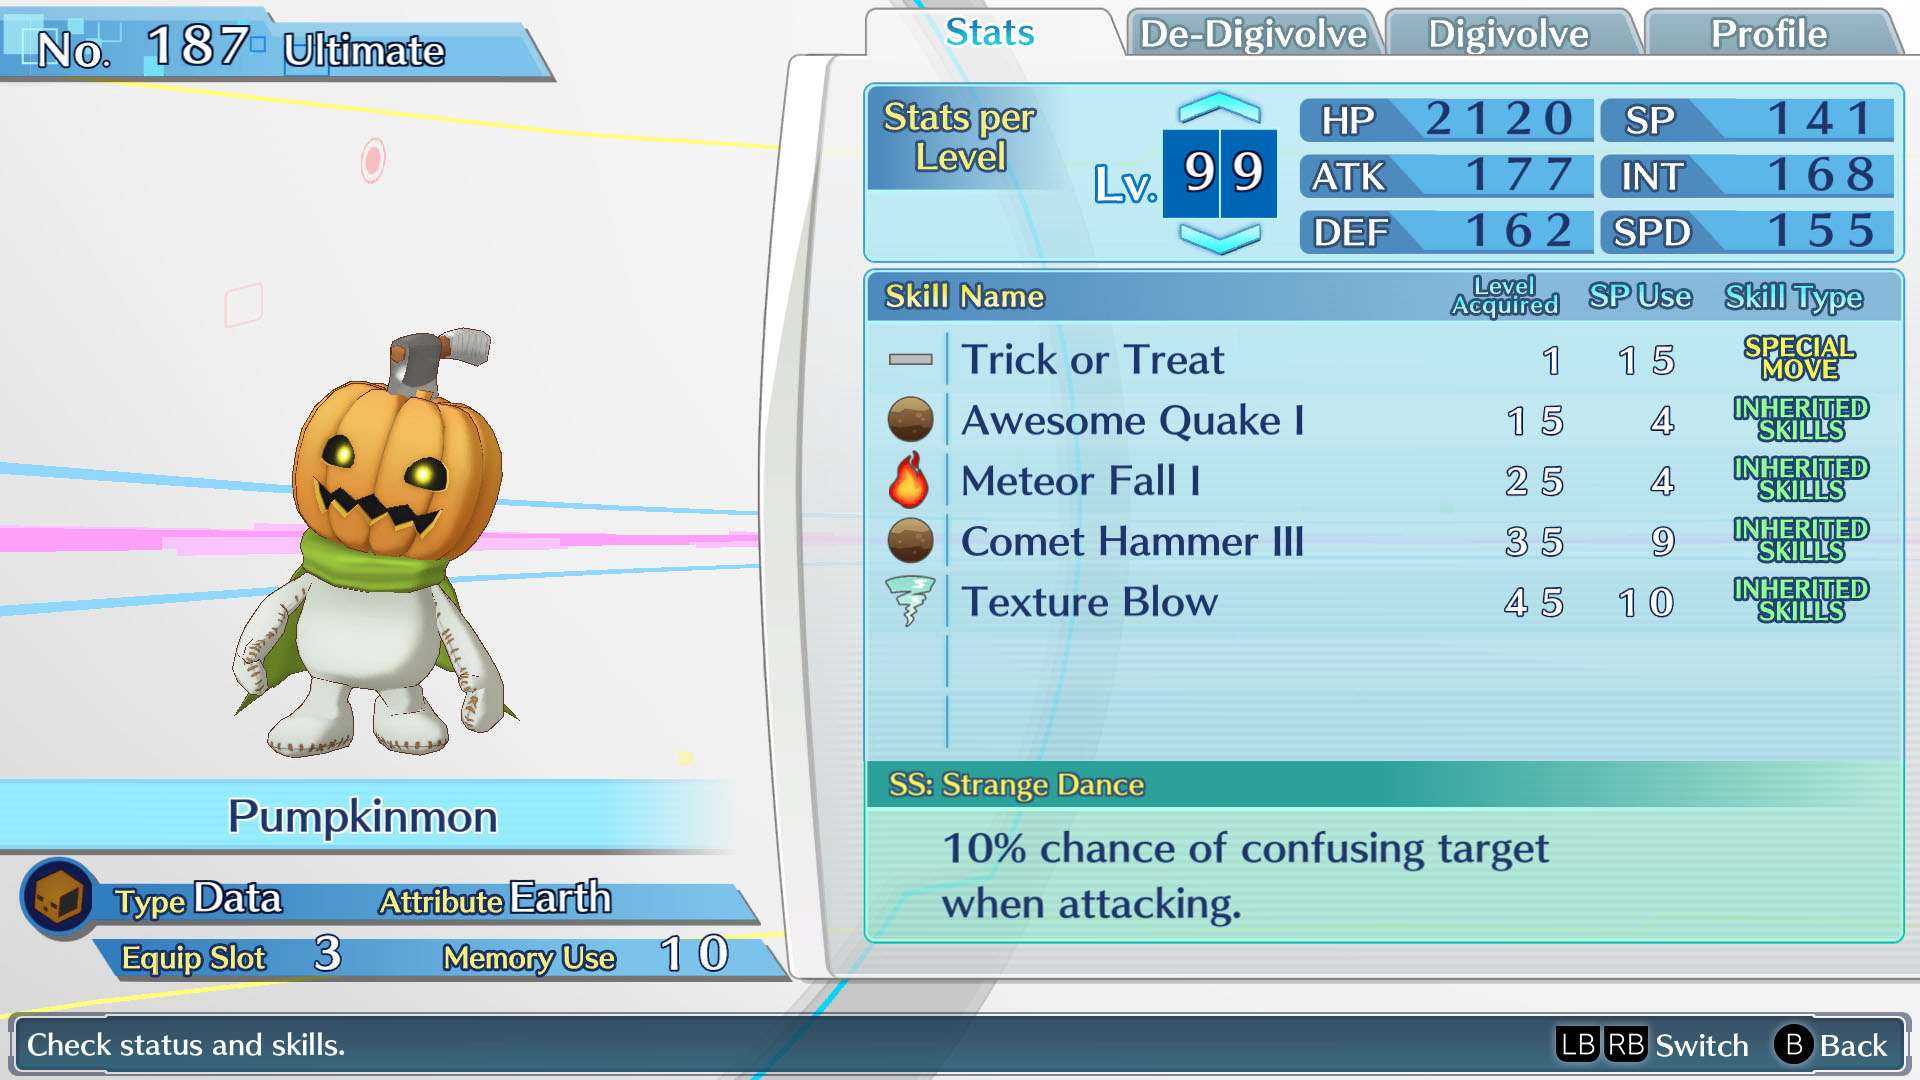 No. 187 Ultimate
Stats De-Digivolve Digivolve Profile
Stats per
Level
Lv. 99
HP 2120 SP 141
ATK 177 INT 168
DEF 162 SPD 155
Skill Name Level Acquired SP Use Skill Type
Trick or Treat 1 15 SPECIAL MOVE
Awesome Quake I 15 4 INHERITED SKILLS
Meteor Fall I 25 4 INHERITED SKILLS
Comet Hammer III 35 9 INHERITED SKILLS
Texture Blow 45 10 INHERITED SKILLS
SS: Strange Dance
10% chance of confusing target
when attacking.
Pumpkinmon
Type Data Attribute Earth
Equip Slot 3 Memory Use 10
Check status and skills.
LB RB Switch B Back